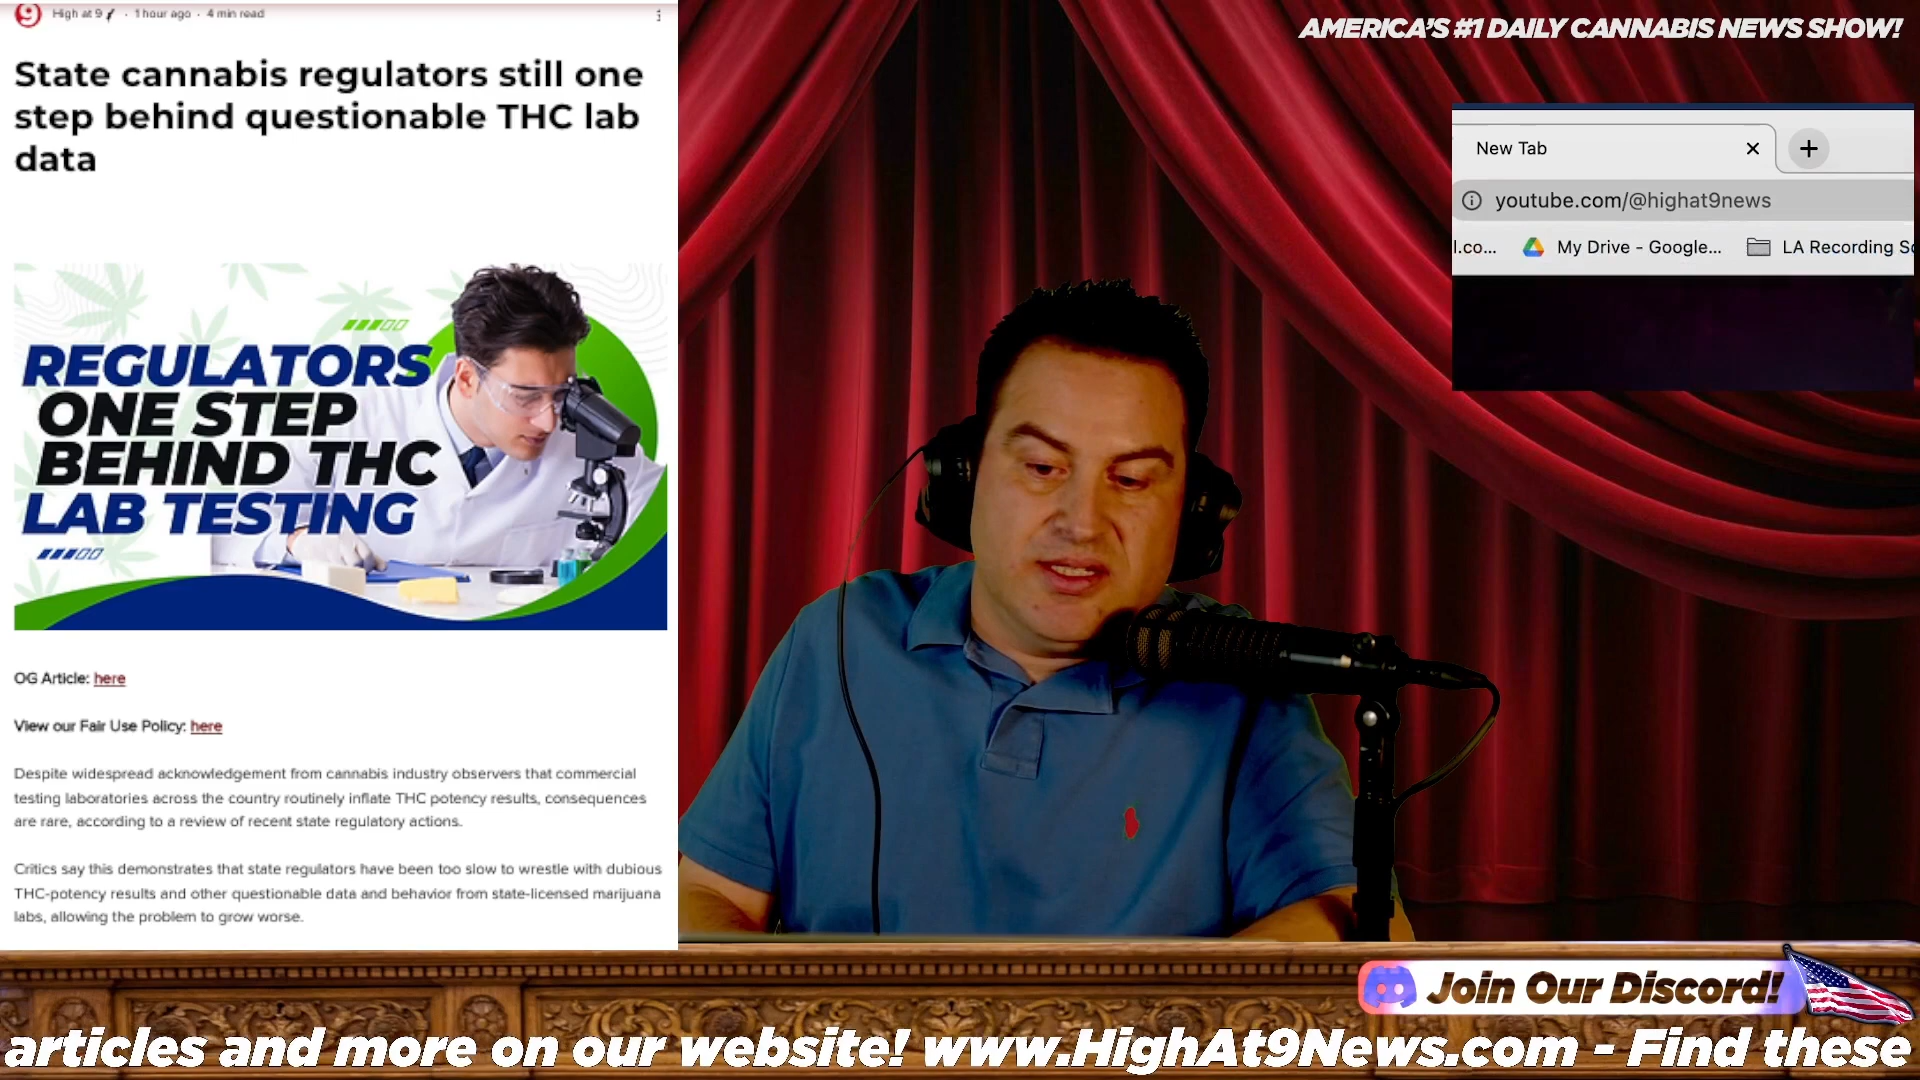 High at 9
· 1 hour ago · 4 min read
State cannabis regulators still one
step behind questionable THC lab
data
REGULATORS
ONE STEP
BEHIND THC
LAB TESTING
OG Article: here
View our Fair Use Policy: here
Despite widespread acknowledgement from cannabis industry observers that commercial
testing laboratories across the country routinely inflate THC potency results, consequences
are rare, according to a review of recent state regulatory actions.
Critics say this demonstrates that state regulators have been too slow to wrestle with dubious
THC-potency results and other questionable data and behavior from state-licensed marijuana
labs, allowing the problem to grow worse.
AMERICA'S #1 DAILY CANNABIS NEWS SHOW!
New Tab
youtube.com/@highat9news
l.co... My Drive - Google... LA Recording Sc
Join Our Discord!
articles and more on our website! www.HighAt9News.com - Find these